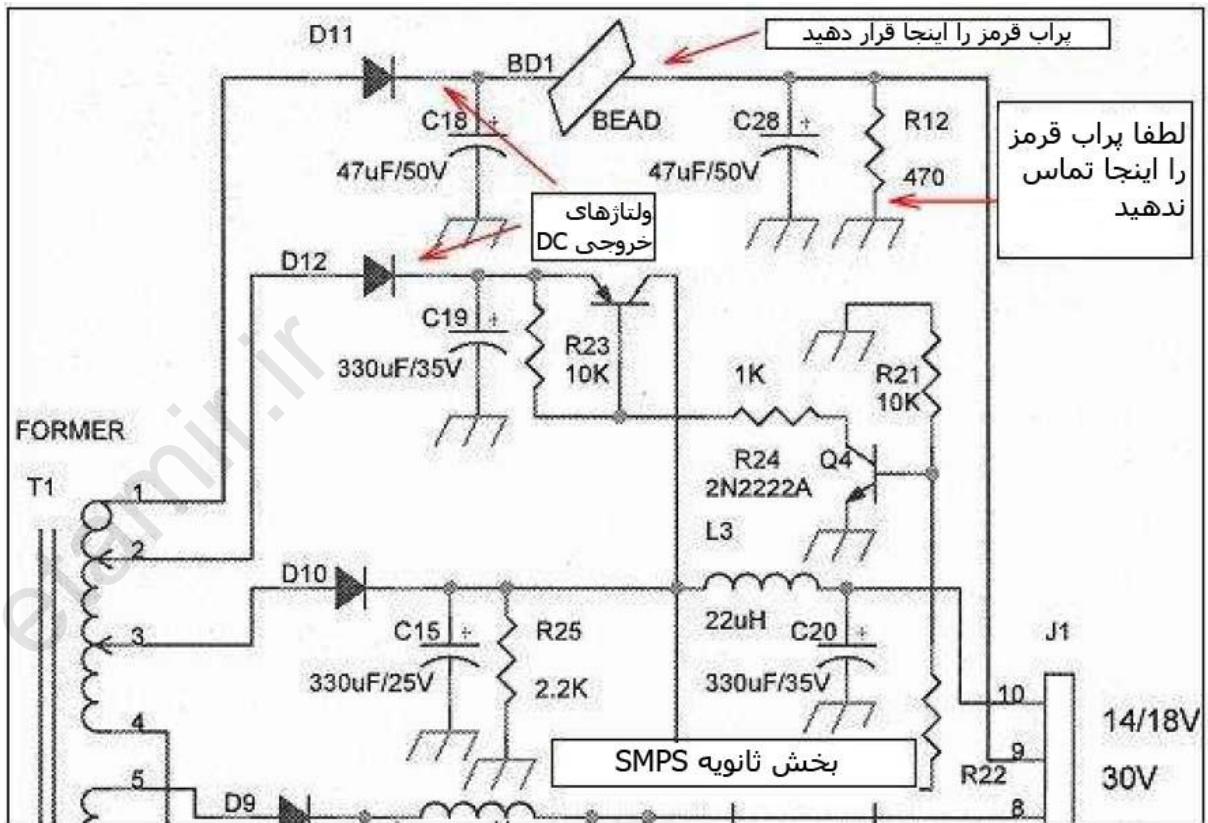 پراب قرمز را اینجا قرار دهید
D11
BD1
BEAD
C18 +
47uF/50V
C28 +
47uF/50V
R12
470
لطفا پراب قرمز
را اینجا تماس
ندهید
ولتاژهای
خروجی DC
D12
C19 +
330uF/35V
R23
10K
1K
R21
10K
FORMER
T1
R24
Q4
2N2222A
L3
1
2
D10
3
C15 +
330uF/25V
R25
2.2K
22uH
C20 +
330uF/35V
J1
4
10
14/18V
بخش ثانویه SMPS
9
R22
30V
5
D9
8
elamir.ir